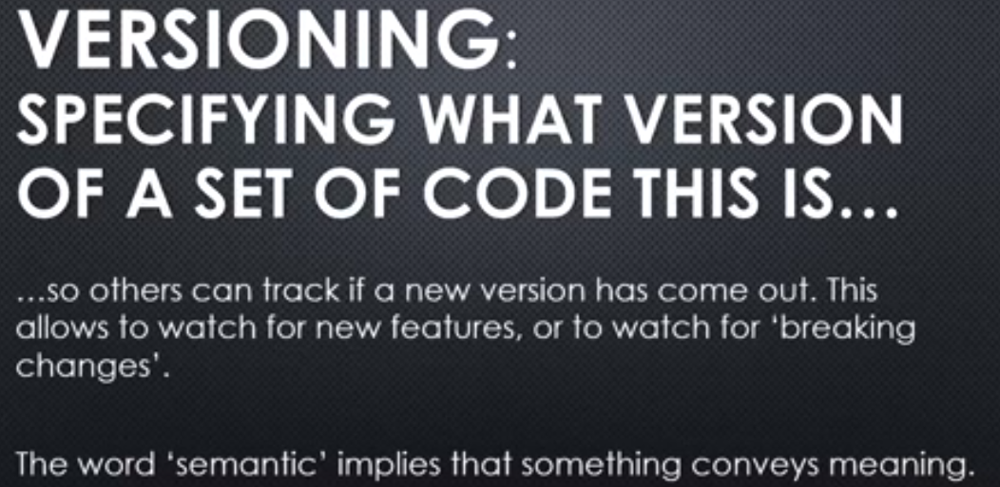 VERSIONING:
SPECIFYING WHAT VERSION
OF A SET OF CODE THIS IS...
...so others can track if a new version has come out. This
allows to watch for new features, or to watch for ‘breaking
changes’.
The word ‘semantic’ implies that something conveys meaning.